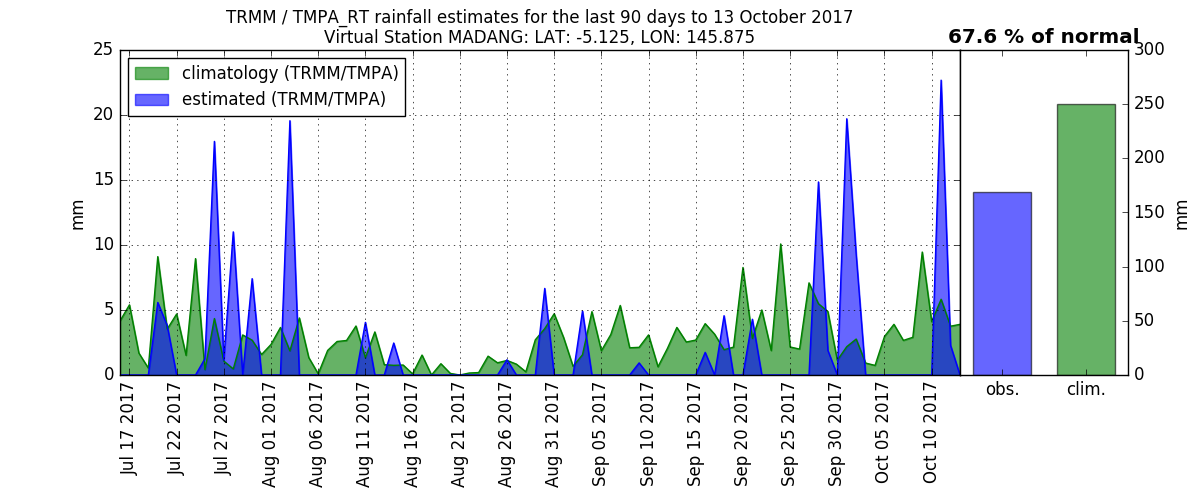 TRMM / TMPA_RT rainfall estimates for the last 90 days to 13 October 2017
Virtual Station MADANG: LAT: -5.125, LON: 145.875
67.6 % of normal
climatology (TRMM/TMPA)
estimated (TRMM/TMPA)
mm
25
20
15
10
5
0
Jul 17 2017
Jul 22 2017
Jul 27 2017
Aug 01 2017
Aug 06 2017
Aug 11 2017
Aug 16 2017
Aug 21 2017
Aug 26 2017
Aug 31 2017
Sep 05 2017
Sep 10 2017
Sep 15 2017
Sep 20 2017
Sep 25 2017
Sep 30 2017
Oct 05 2017
Oct 10 2017
obs.
clim.
300
250
200
150
100
50
0
mm